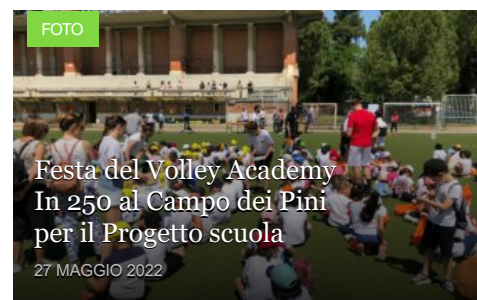 FOTO
Festa del Volley Academy
In 250 al Campo dei Pini
per il Progetto scuola
27 MAGGIO 2022